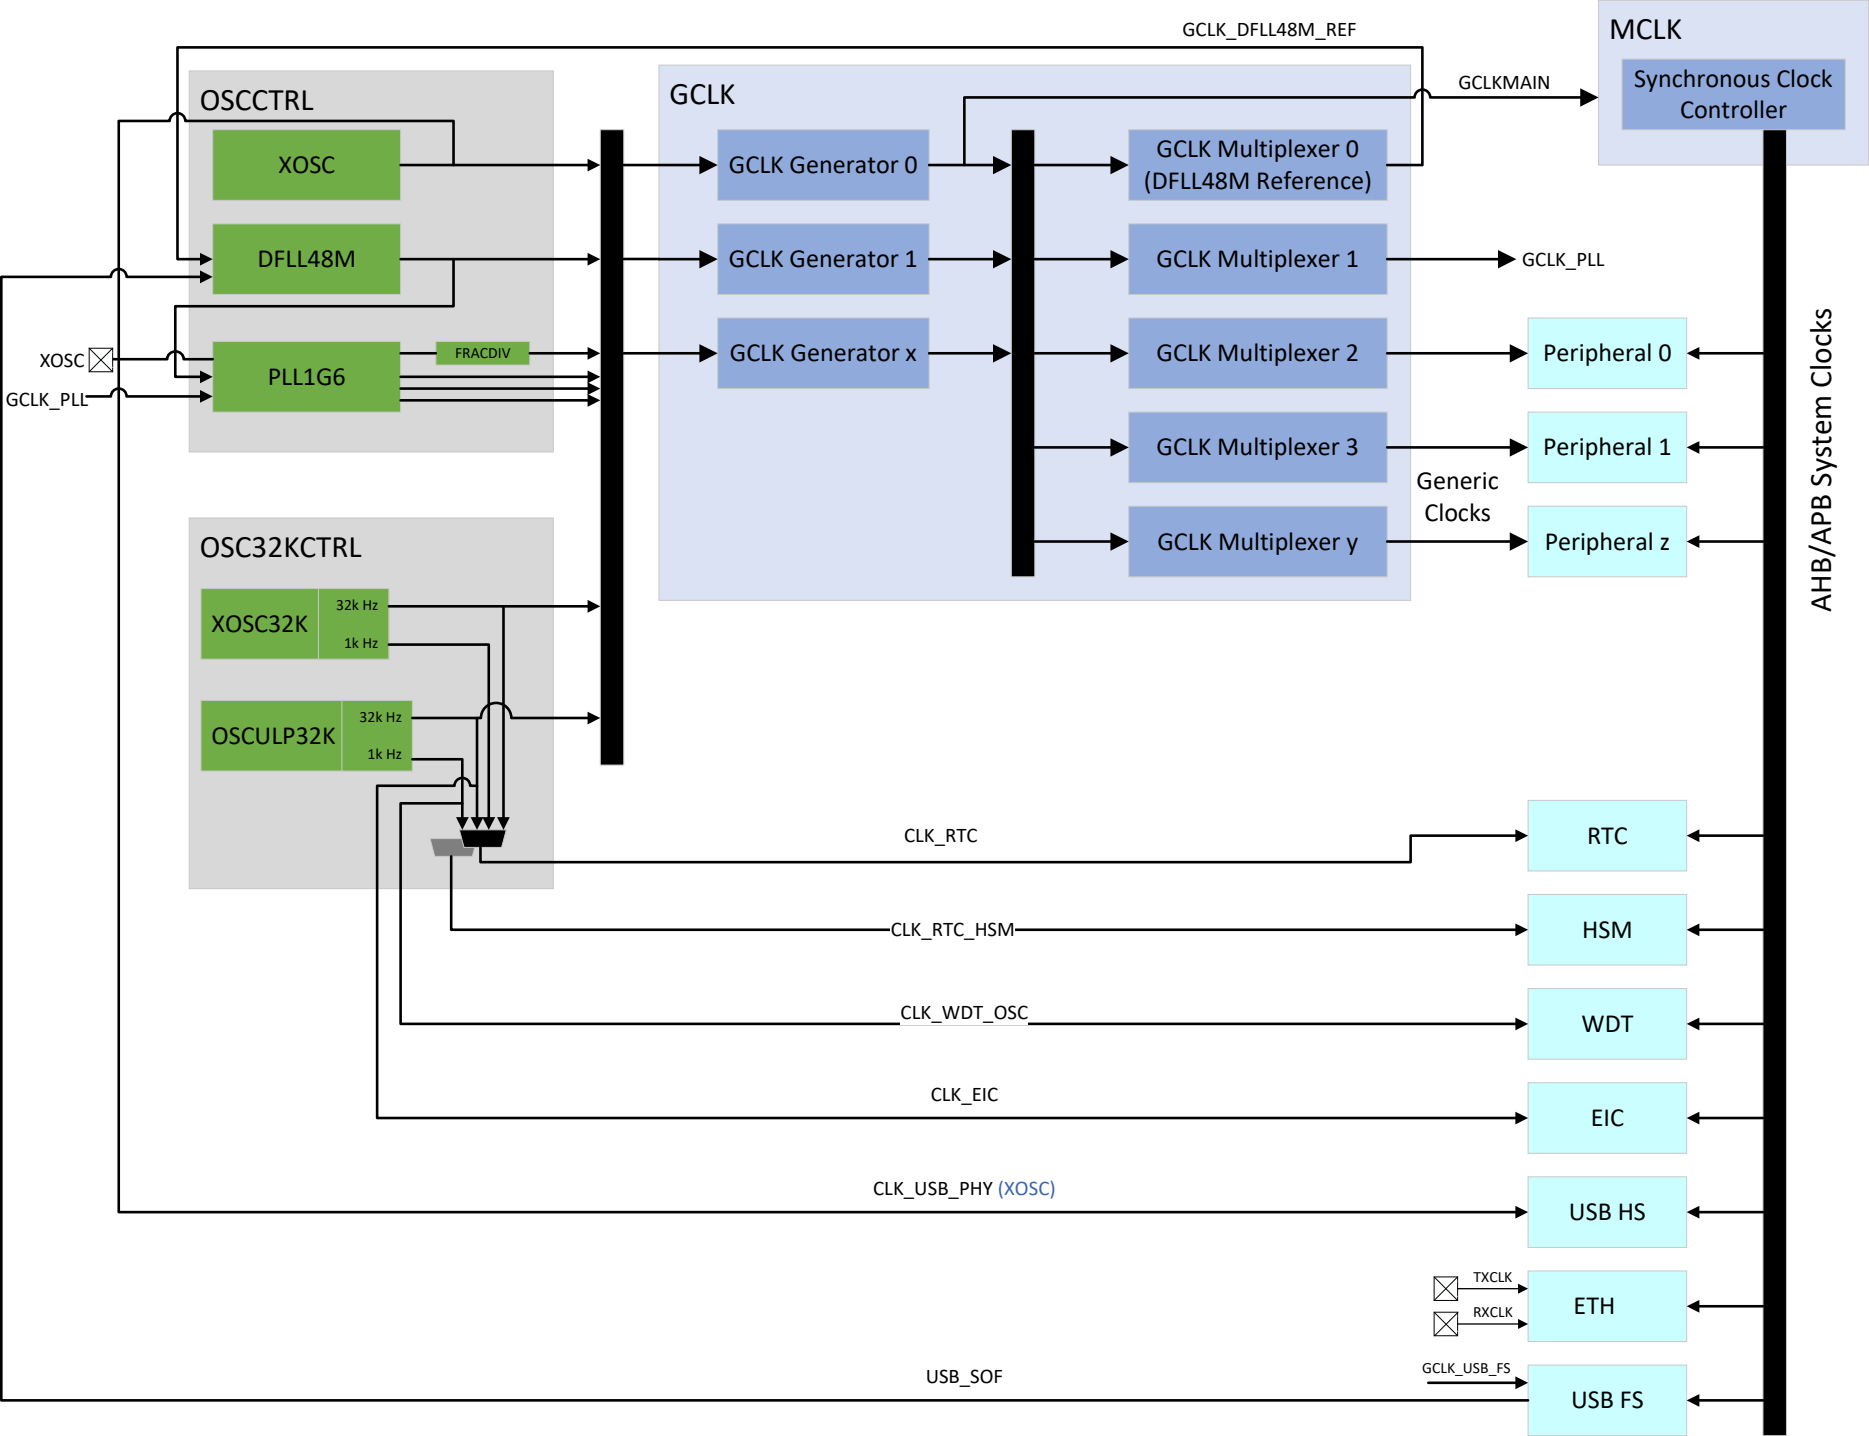 GCLK_DFLL48M_REF
MCLK
Synchronous Clock
Controller
GCLKMAIN
OSCCTRL
XOSC
DFLL48M
PLL1G6
FRACDIV
XOSC
GCLK_PLL
GCLK
GCLK Generator 0
GCLK Generator 1
GCLK Generator x
GCLK Multiplexer 0
(DFLL48M Reference)
GCLK Multiplexer 1
GCLK Multiplexer 2
GCLK Multiplexer 3
GCLK Multiplexer y
GCLK_PLL
Generic
Clocks
Peripheral 0
Peripheral 1
Peripheral z
AHB/APB System Clocks
OSC32KCTRL
XOSC32K
32k Hz
1k Hz
OSCULP32K
32k Hz
1k Hz
CLK_RTC
RTC
CLK_RTC_HSM
HSM
CLK_WDT_OSC
WDT
CLK_EIC
EIC
CLK_USB_PHY (XOSC)
USB HS
TXCLK
RXCLK
ETH
USB_SOF
GCLK_USB_FS
USB FS